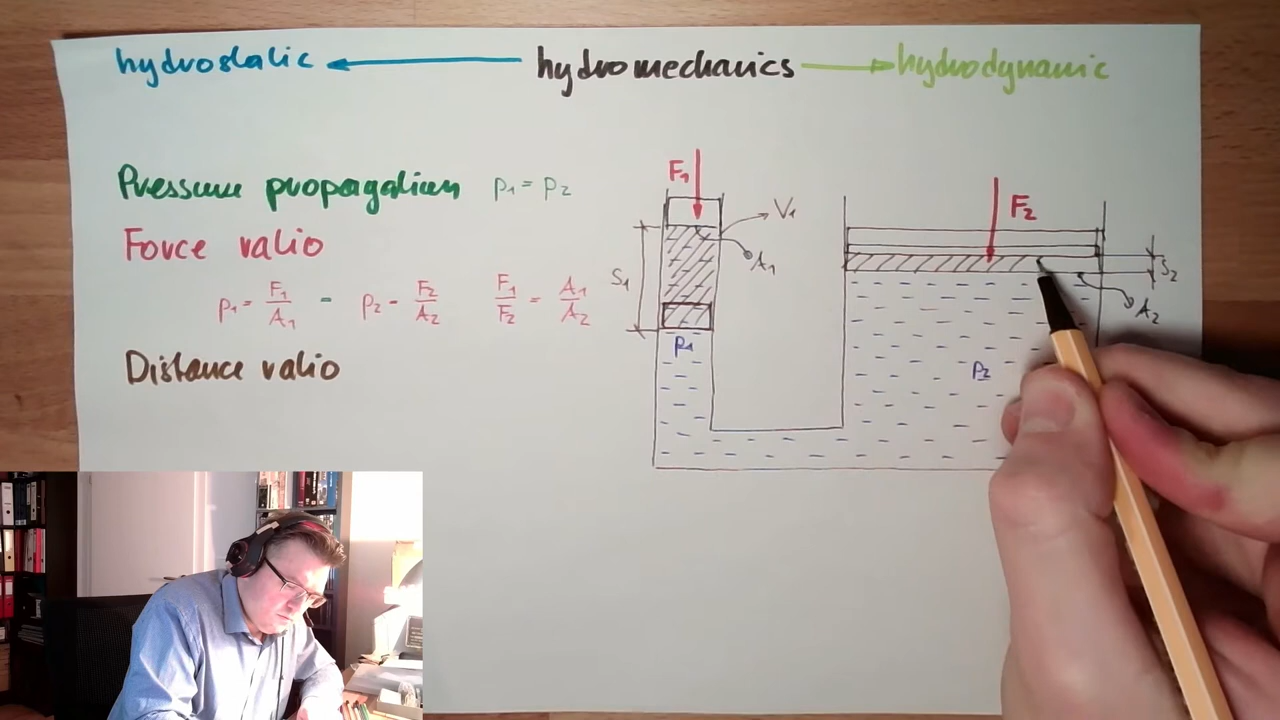 hydrostatic ← hydromechanics → hydrodynamic
Pressure propagation p1 = p2
Force ratio
p1 = F1/A1 = p2 = F2/A2 F1/F2 = A1/A2
Distance ratio
F1
V1
A1
S1
p1
F2
S2
A2
p2